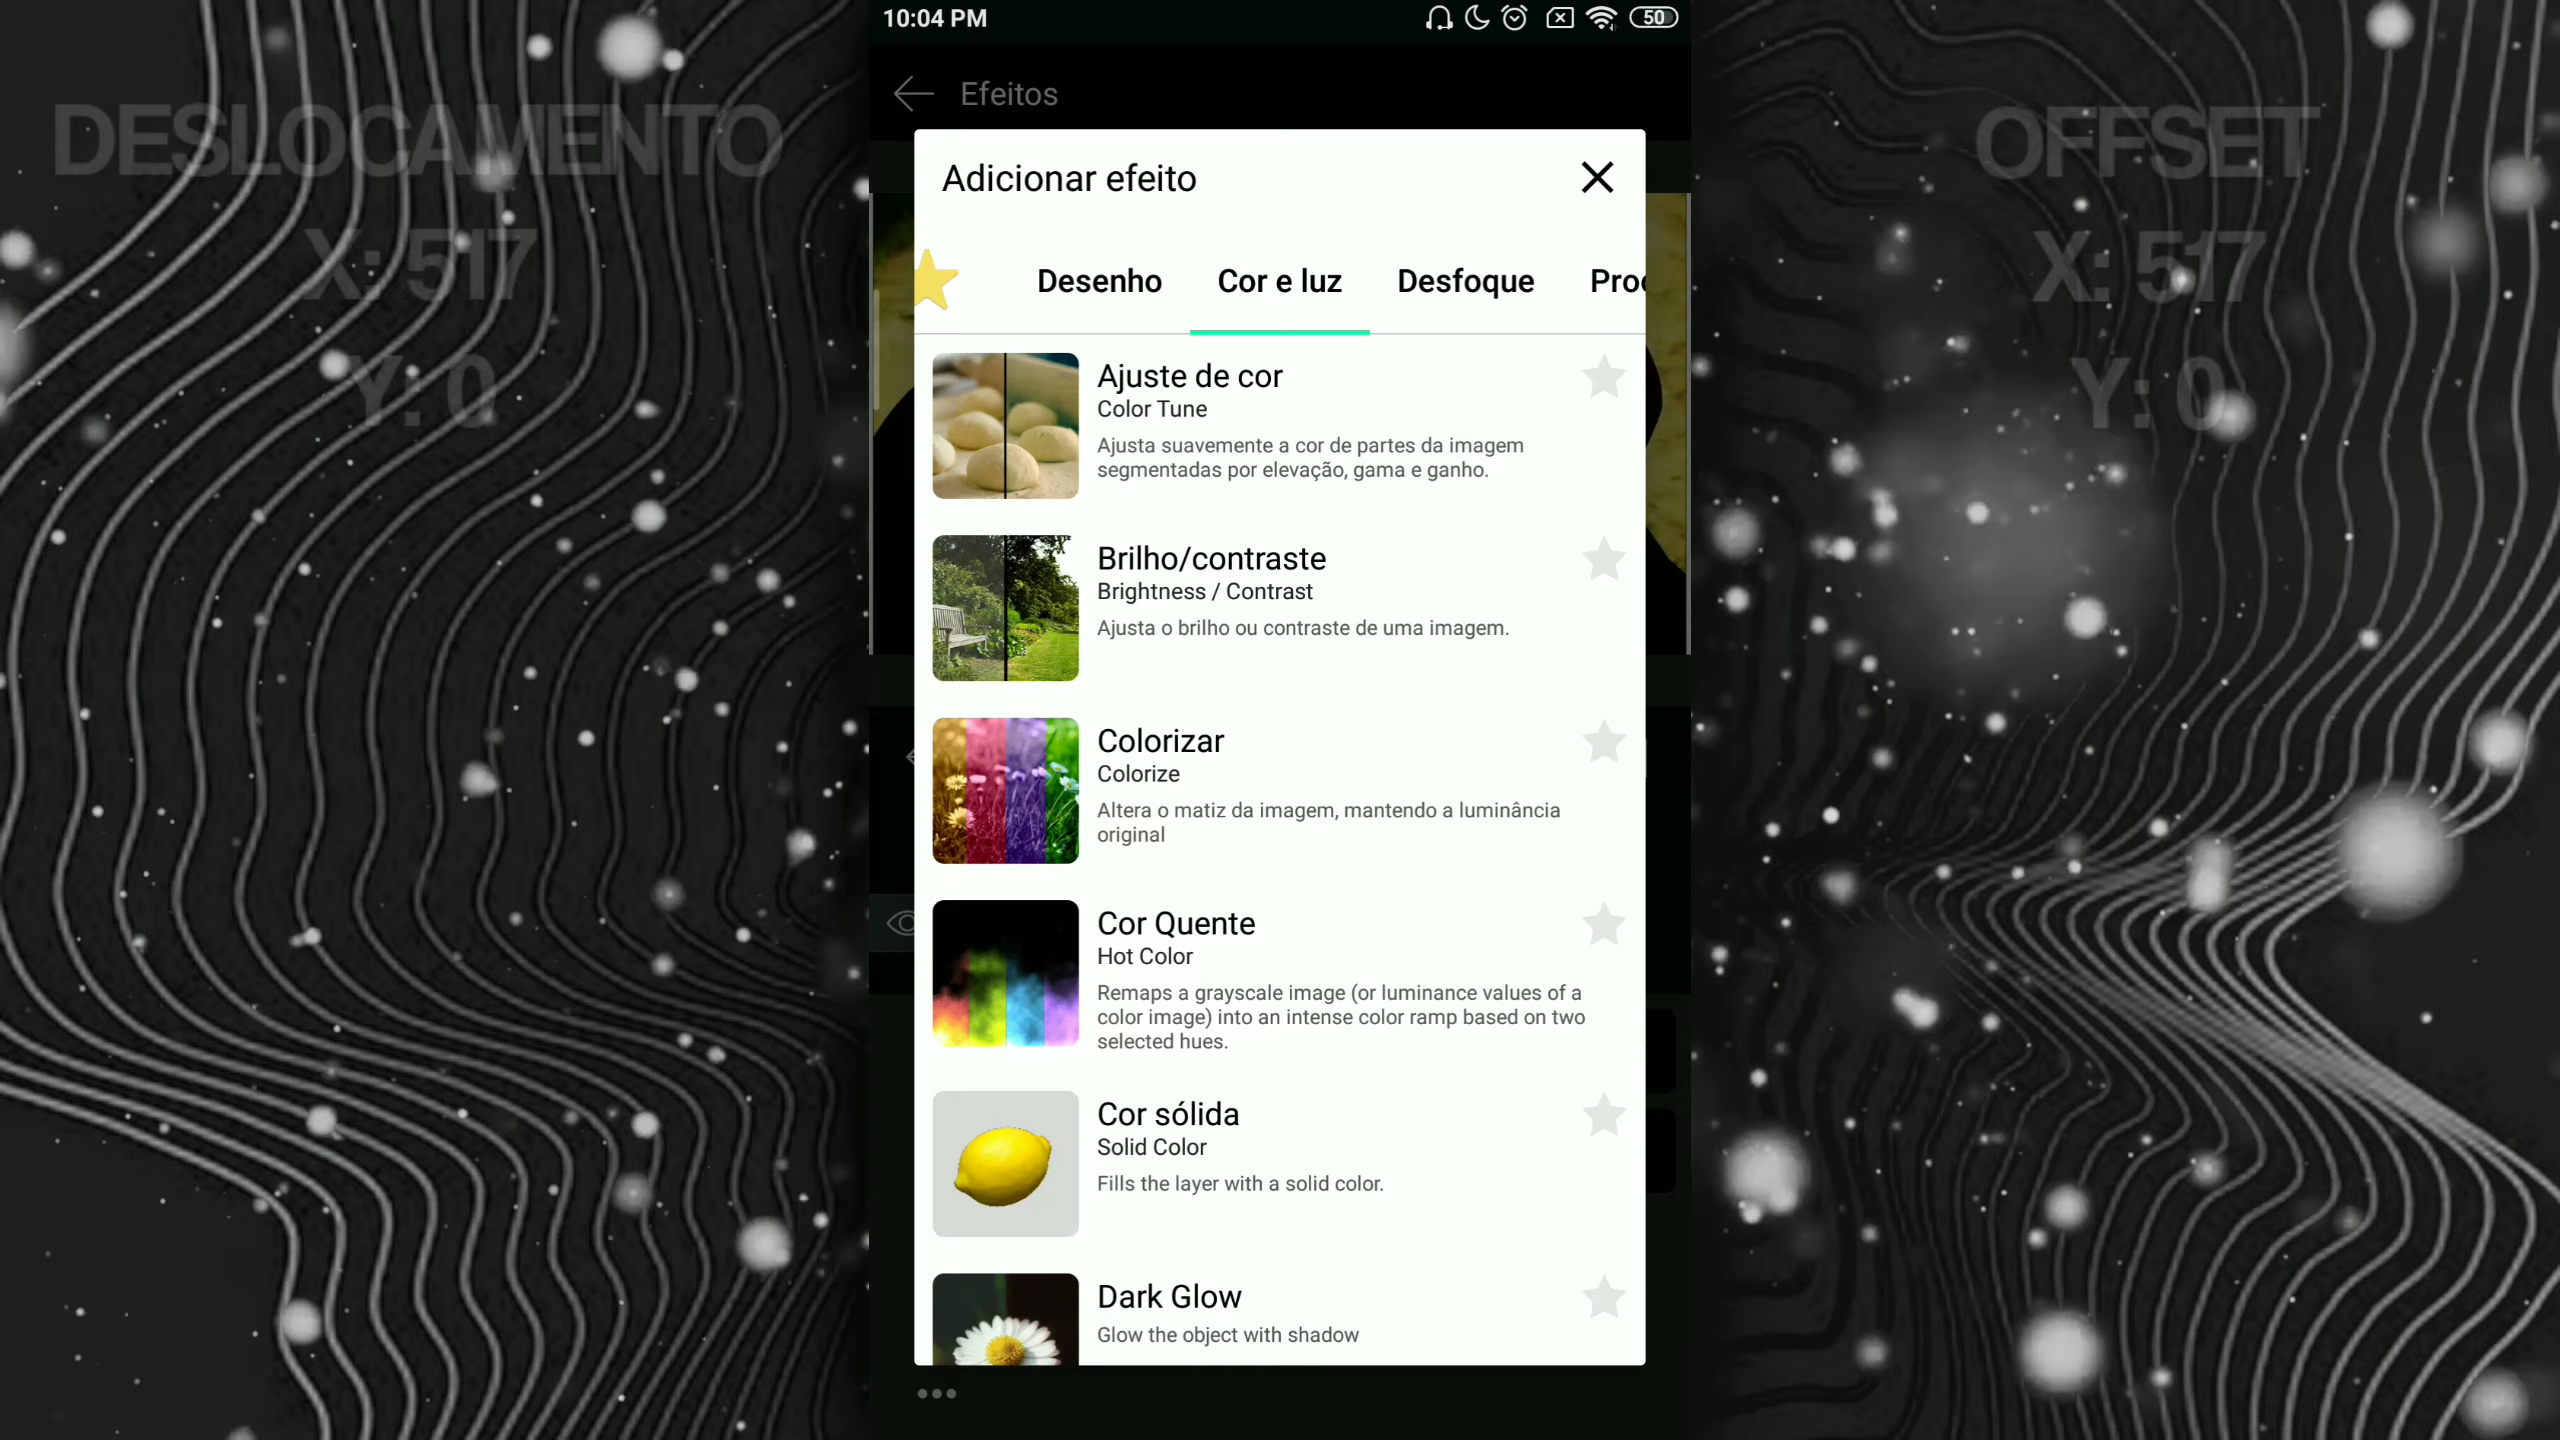 10:04 PM
50
Efeitos
DESLOCAMENTO
X: 517
Y: 0
OFFSET
X: 517
Y: 0
Adicionar efeito
Desenho Cor e luz Desfoque
Ajuste de cor
Color Tune
Ajusta suavemente a cor de partes da imagem
segmentadas por elevação, gama e ganho.
Brilho/contraste
Brightness / Contrast
Ajusta o brilho ou contraste de uma imagem.
Colorizar
Colorize
Altera o matiz da imagem, mantendo a luminância
original
Cor Quente
Hot Color
Remaps a grayscale image (or luminance values of a
color image) into an intense color ramp based on two
selected hues.
Cor sólida
Solid Color
Fills the layer with a solid color.
Dark Glow
Glow the object with shadow